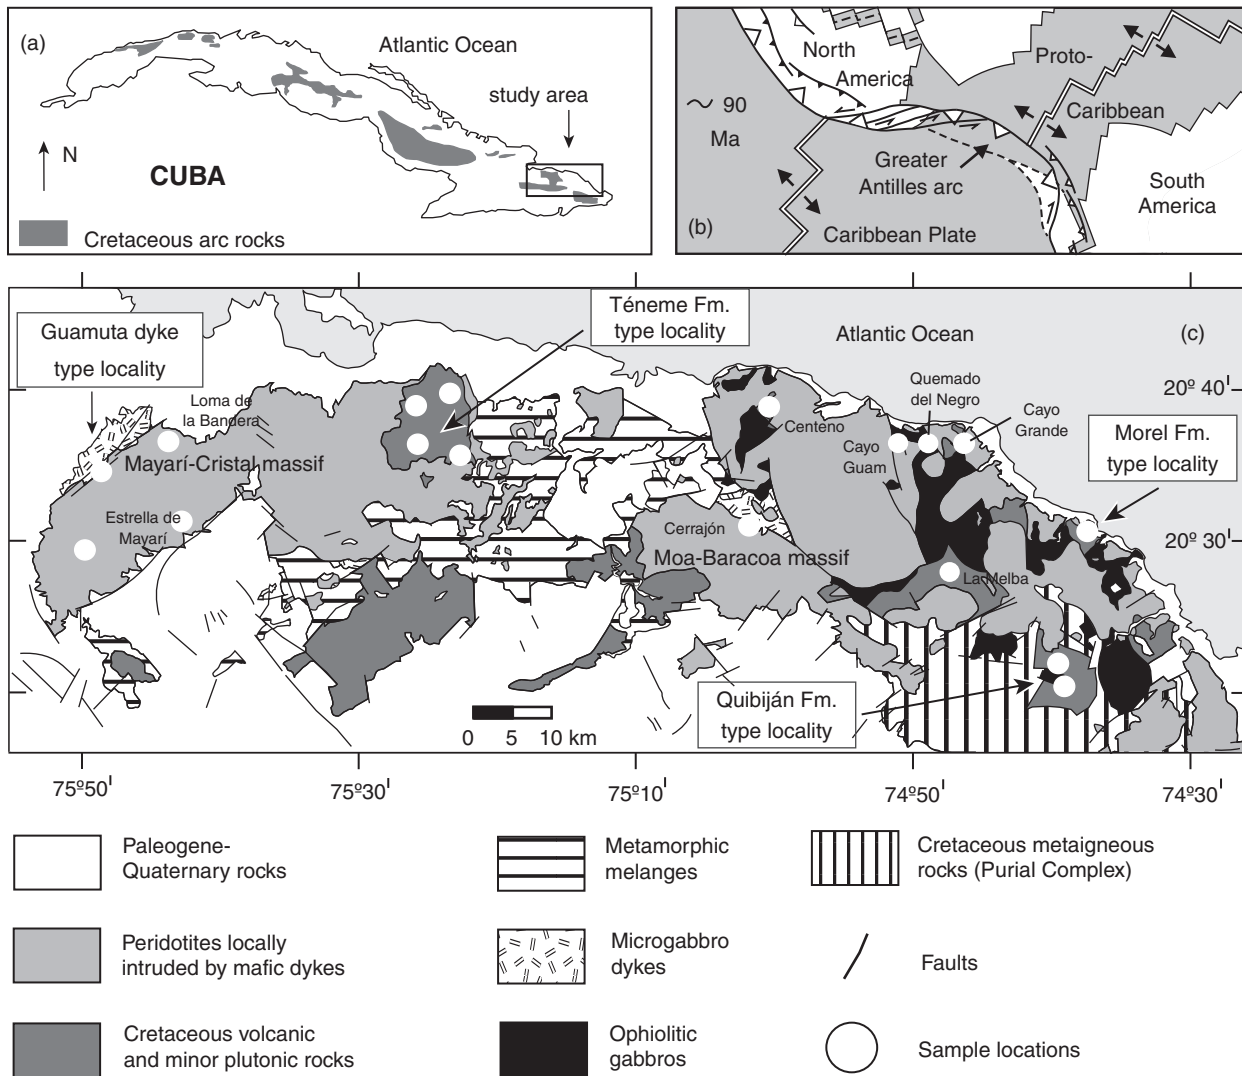 (a)
Atlantic Ocean
study area
N
CUBA
Cretaceous arc rocks
North
America
Proto-
Caribbean
~ 90
Ma
Greater
Antilles arc
South
America
(b)
Caribbean Plate
Guamuta dyke
type locality
Téneme Fm.
type locality
Atlantic Ocean
(c)
Loma de
la Bandera
Quemado
del Negro
Cayo
Grande
20º 40'
Centeno
Cayo
Guam
Morel Fm.
type locality
Mayarí-Cristal massif
Estrella de
Mayarí
Cerrajón
Moa-Baracoa massif
20º 30'
La Melba
Quibiján Fm.
type locality
0 5 10 km
75º50' 75º30' 75º10' 74º50' 74º30'
Paleogene-
Quaternary rocks
Metamorphic
melanges
Cretaceous metaigneous
rocks (Purial Complex)
Peridotites locally
intruded by mafic dykes
Microgabbro
dykes
Faults
Cretaceous volcanic
and minor plutonic rocks
Ophiolitic
gabbros
Sample locations